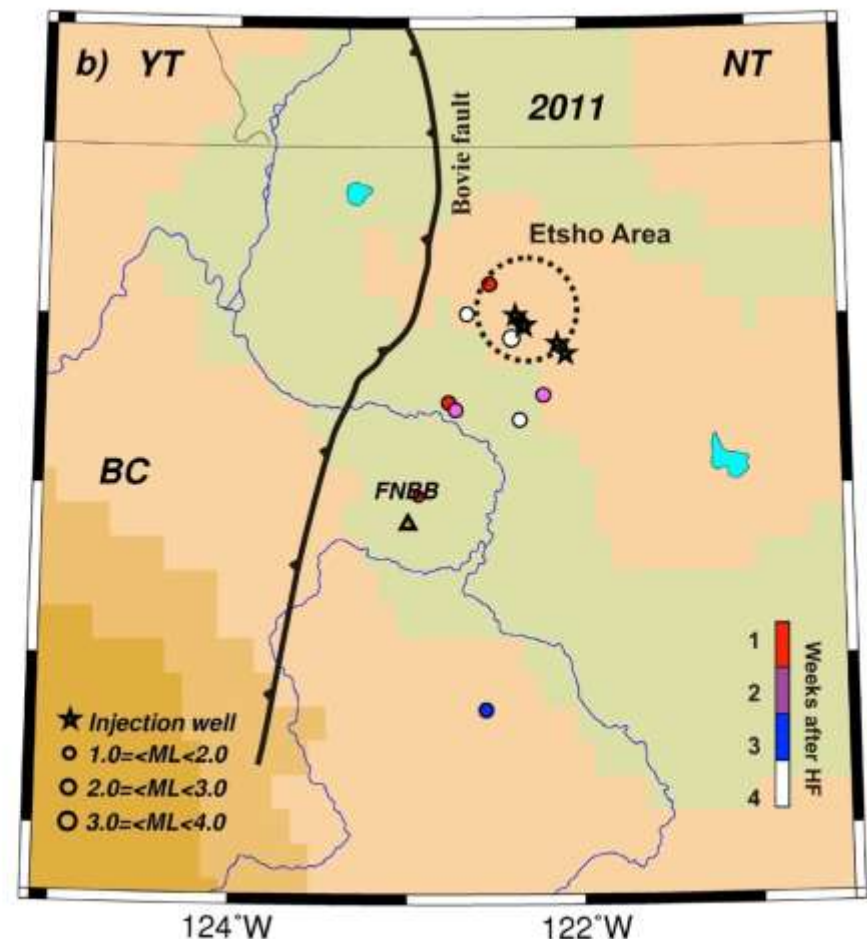 b) YT
NT
2011
Bovie fault
Etsho Area
BC
FNBB
1
2
3
4
Weeks after HF
Injection well
1.0=<ML<2.0
2.0=<ML<3.0
3.0=<ML<4.0
124°W
122°W